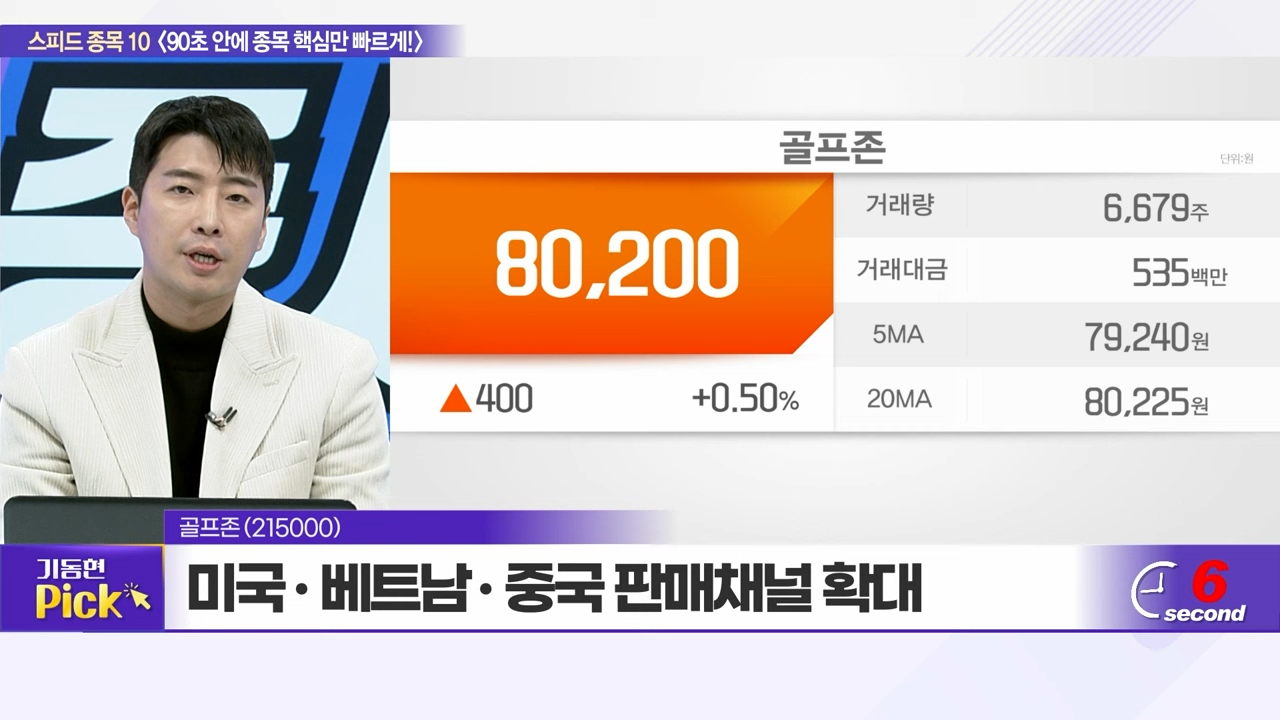 스피드 종목 10 <90초 안에 종목 핵심만 빠르게!>
골프존
단위:원
80,200
▲400 +0.50%
거래량 6,679주
거래대금 535백만
5MA 79,240원
20MA 80,225원
골프존(215000)
기동현
Pick
미국·베트남·중국 판매채널 확대
6
second